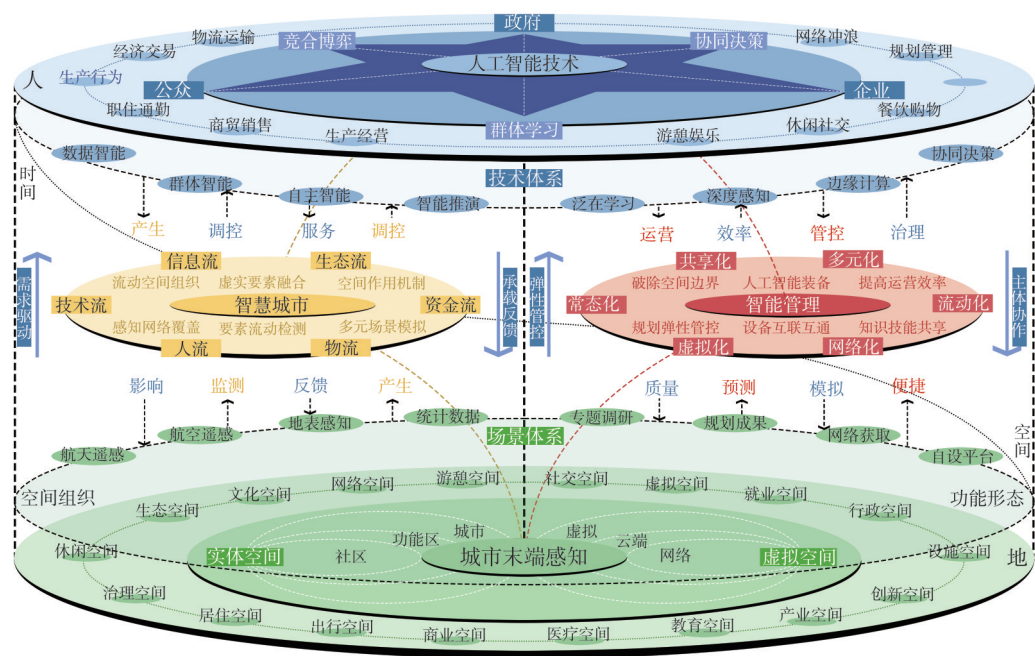 政府
物流运输
竞合博弈
协同决策
网络冲浪
经济交易
规划管理
人工智能技术
人
生产行为
公众
企业
职住通勤
餐饮购物
商贸销售
群体学习
休闲社交
生产经营
游憩娱乐
数据智能
协同决策
时间
群体智能
技术体系
边缘计算
自主智能
深度感知
智能推演
泛在学习
产生
调控
服务
调控
运营
效率
管控
治理
信息流
生态流
共享化
多元化
流动空间组织
虚实要素融合
空间作用机制
破除空间边界
人工智能装备
提高运营效率
需求驱动
技术流
智慧城市
资金流
承载反馈
弹性管控
常态化
智能管理
流动化
主体协作
感知网络覆盖
要素流动检测
多元场景模拟
规划弹性管控
设备互联互通
知识技能共享
人流
物流
虚拟化
网络化
影响
监测
反馈
产生
质量
预测
模拟
便捷
统计数据
专题调研
地表感知
规划成果
航空遥感
场景体系
网络获取
航天遥感
自设平台
空间
空间组织
功能形态
网络空间
游憩空间
社交空间
虚拟空间
文化空间
就业空间
生态空间
行政空间
城市
虚拟
功能区
云端
休闲空间
实体空间
社区
城市末端感知
网络
虚拟空间
设施空间
地
治理空间
创新空间
居住空间
产业空间
出行空间
教育空间
商业空间
医疗空间